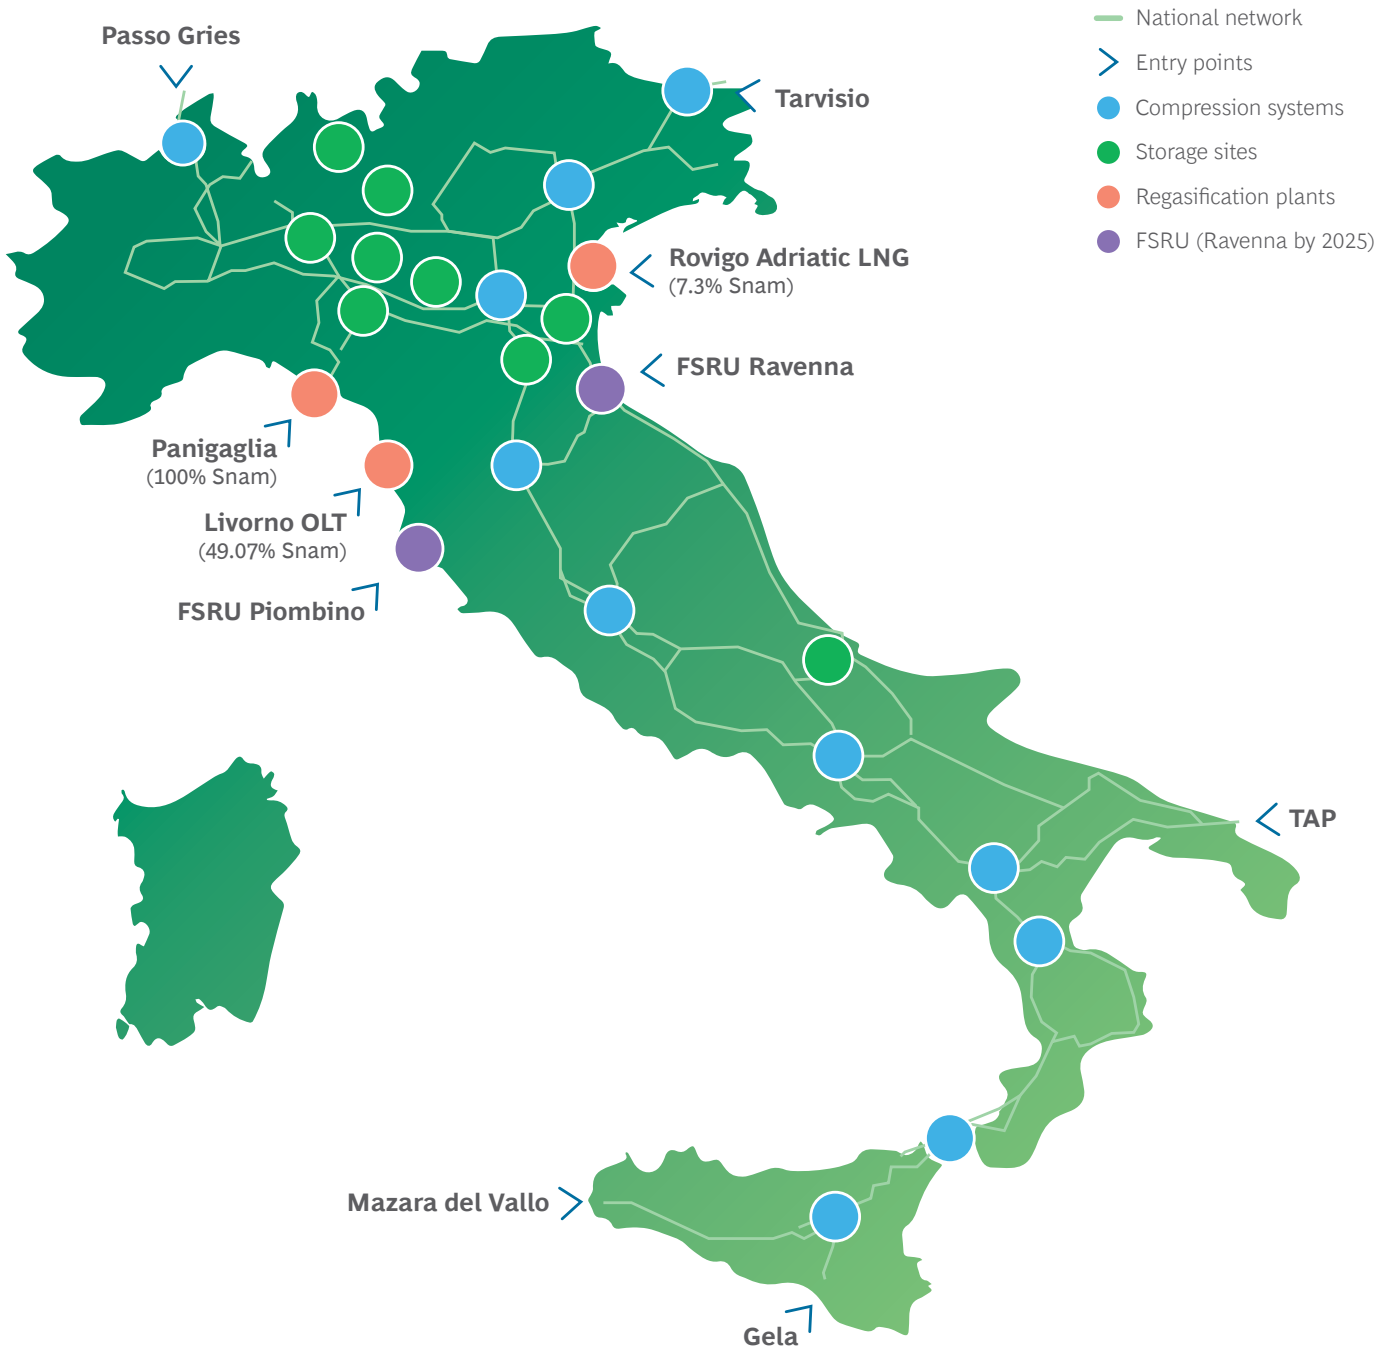 Passo Gries
Tarvisio
National network
Entry points
Compression systems
Storage sites
Regasification plants
FSRU (Ravenna by 2025)
Rovigo Adriatic LNG
(7.3% Snam)
FSRU Ravenna
Panigaglia
(100% Snam)
Livorno OLT
(49.07% Snam)
FSRU Piombino
TAP
Mazara del Vallo
Gela